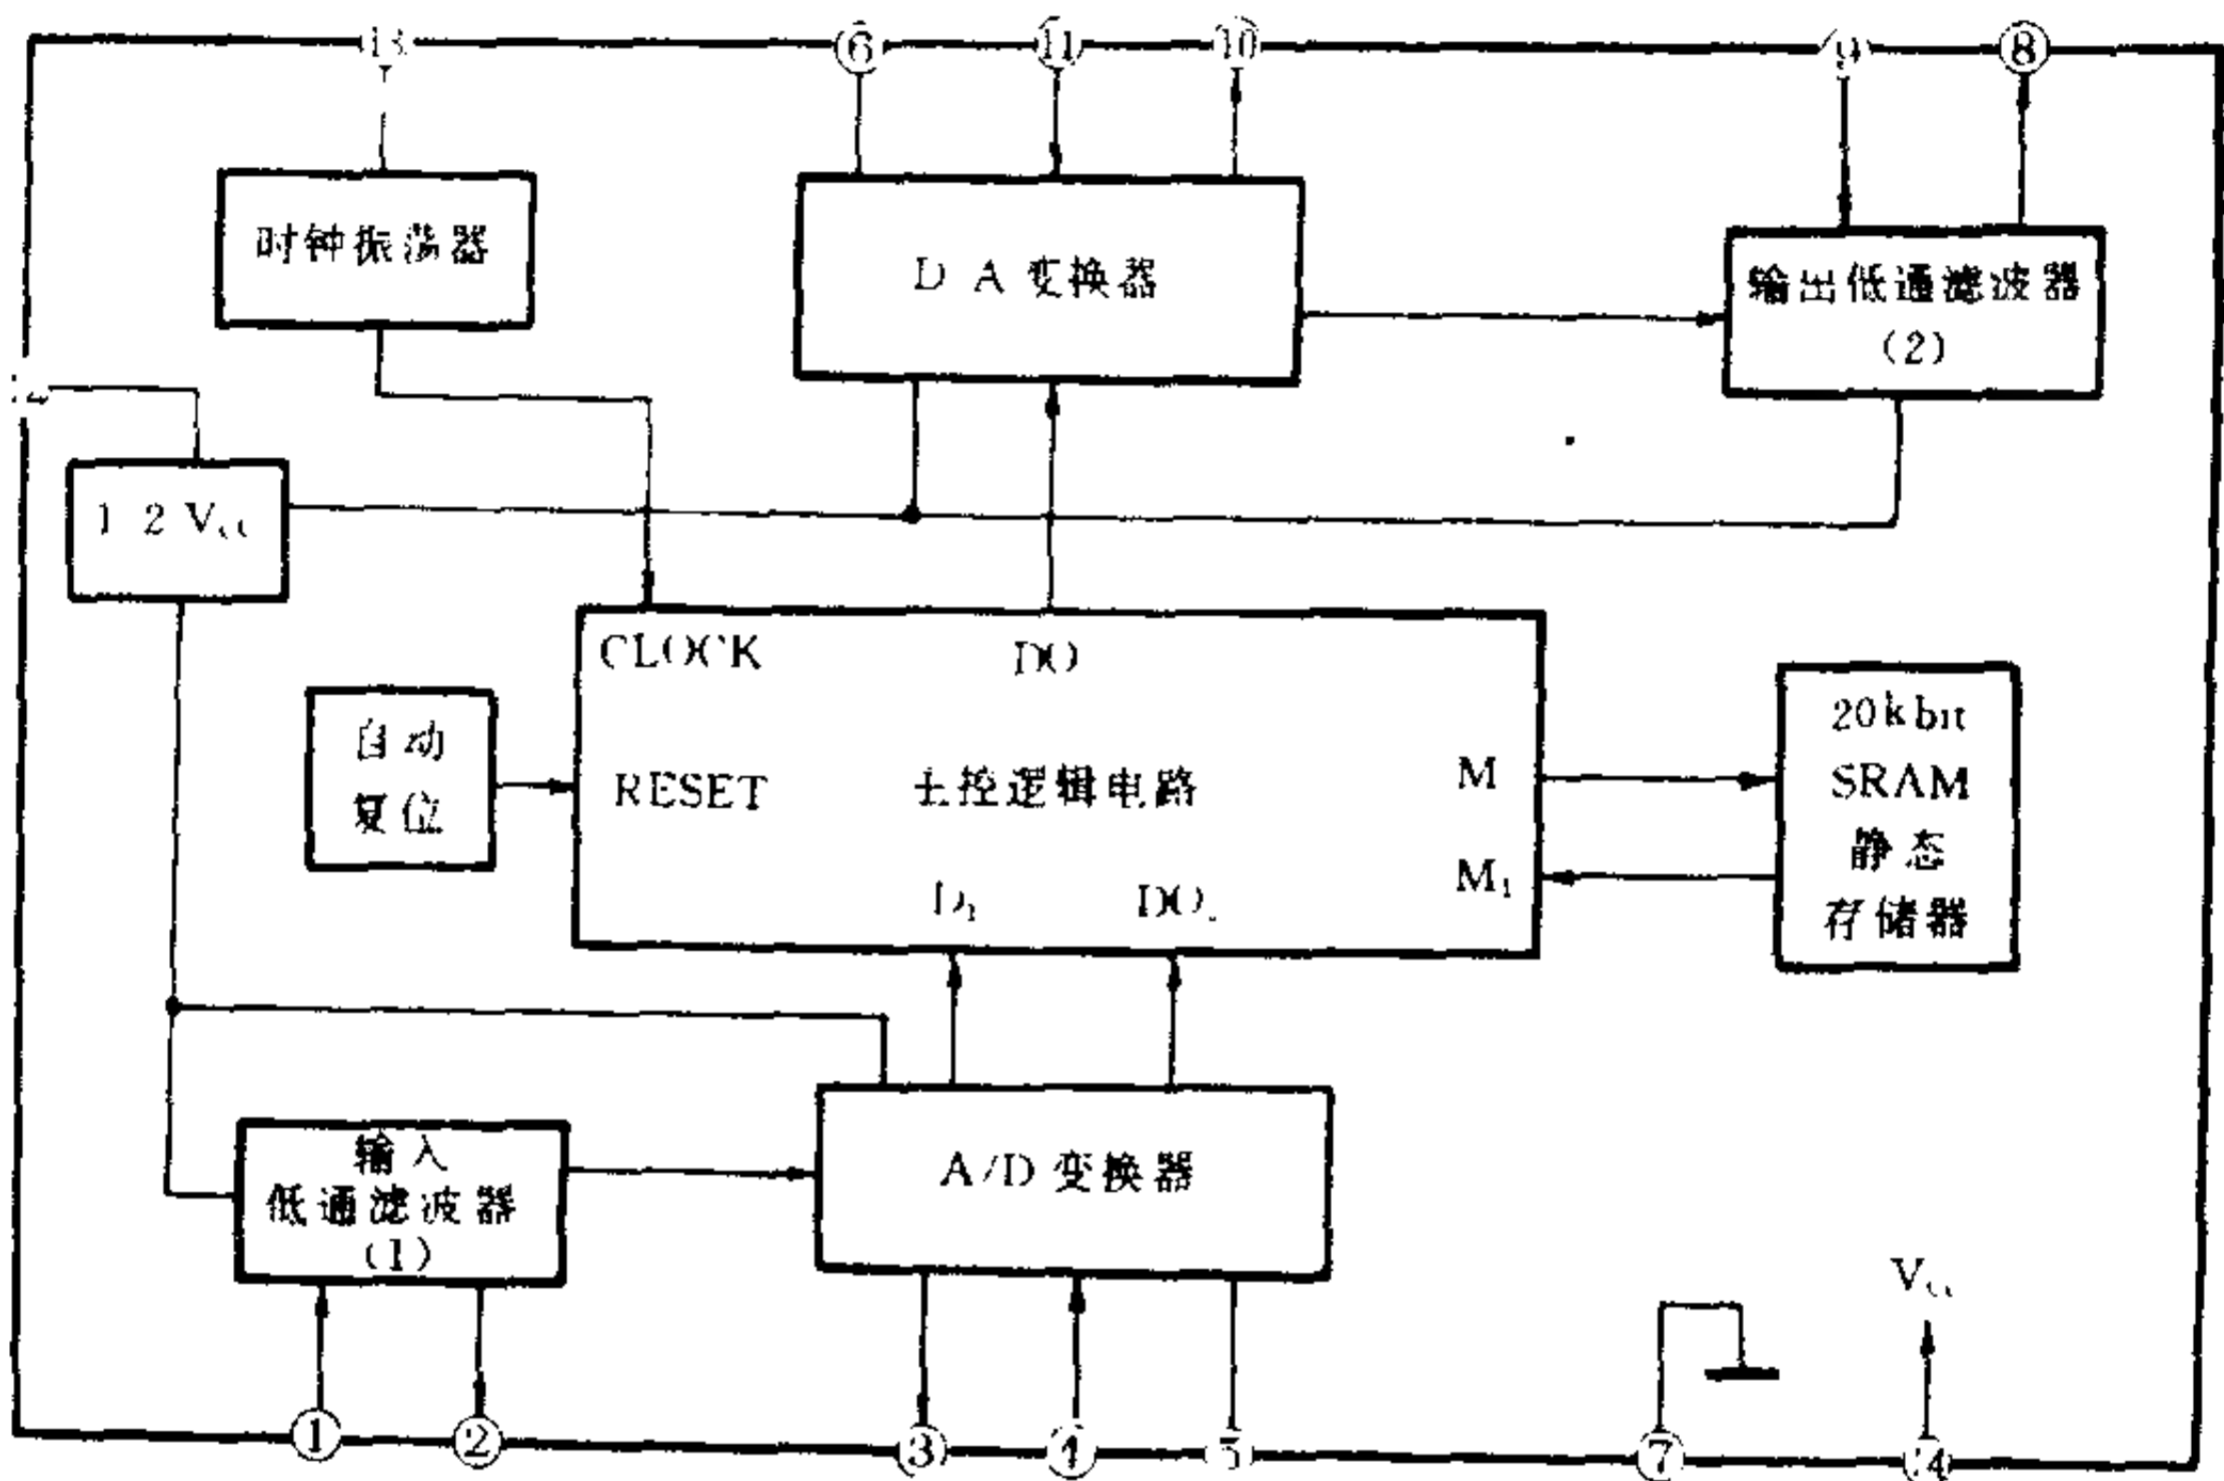 13 ⑥ ⑪ ⑩ 9 ⑧
时钟振荡器
D A 变换器
输出低通滤波器
(2)
1 2 Vcc
CLOCK DO
自动
复位
RESET
主控逻辑电路
M
M₁
20kbit
SRAM
静态
存储器
D₁ DO
输入
低通滤波器
(1)
A/D 变换器
Vcc
① ② ③ ④ 5 ⑦ 14